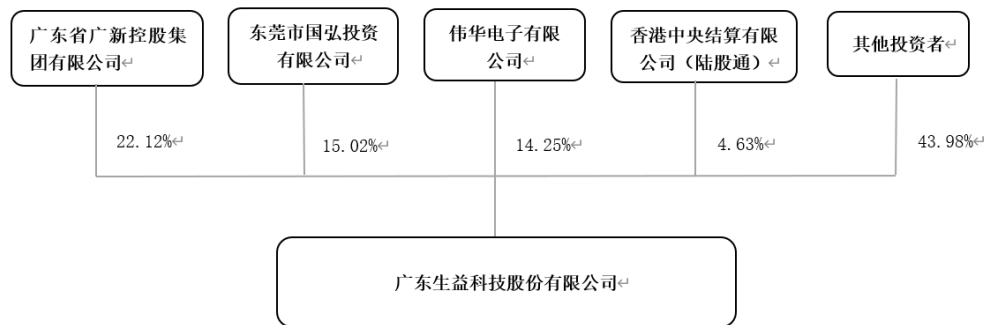 广东省广新控股集
团有限公司↵
东莞市国弘投资
有限公司↵
伟华电子有限
公司↵
香港中央结算有限
公司（陆股通）↵
其他投资者↵
22.12%↵
15.02%↵
14.25%↵
4.63%↵
43.98%↵
广东生益科技股份有限公司↵